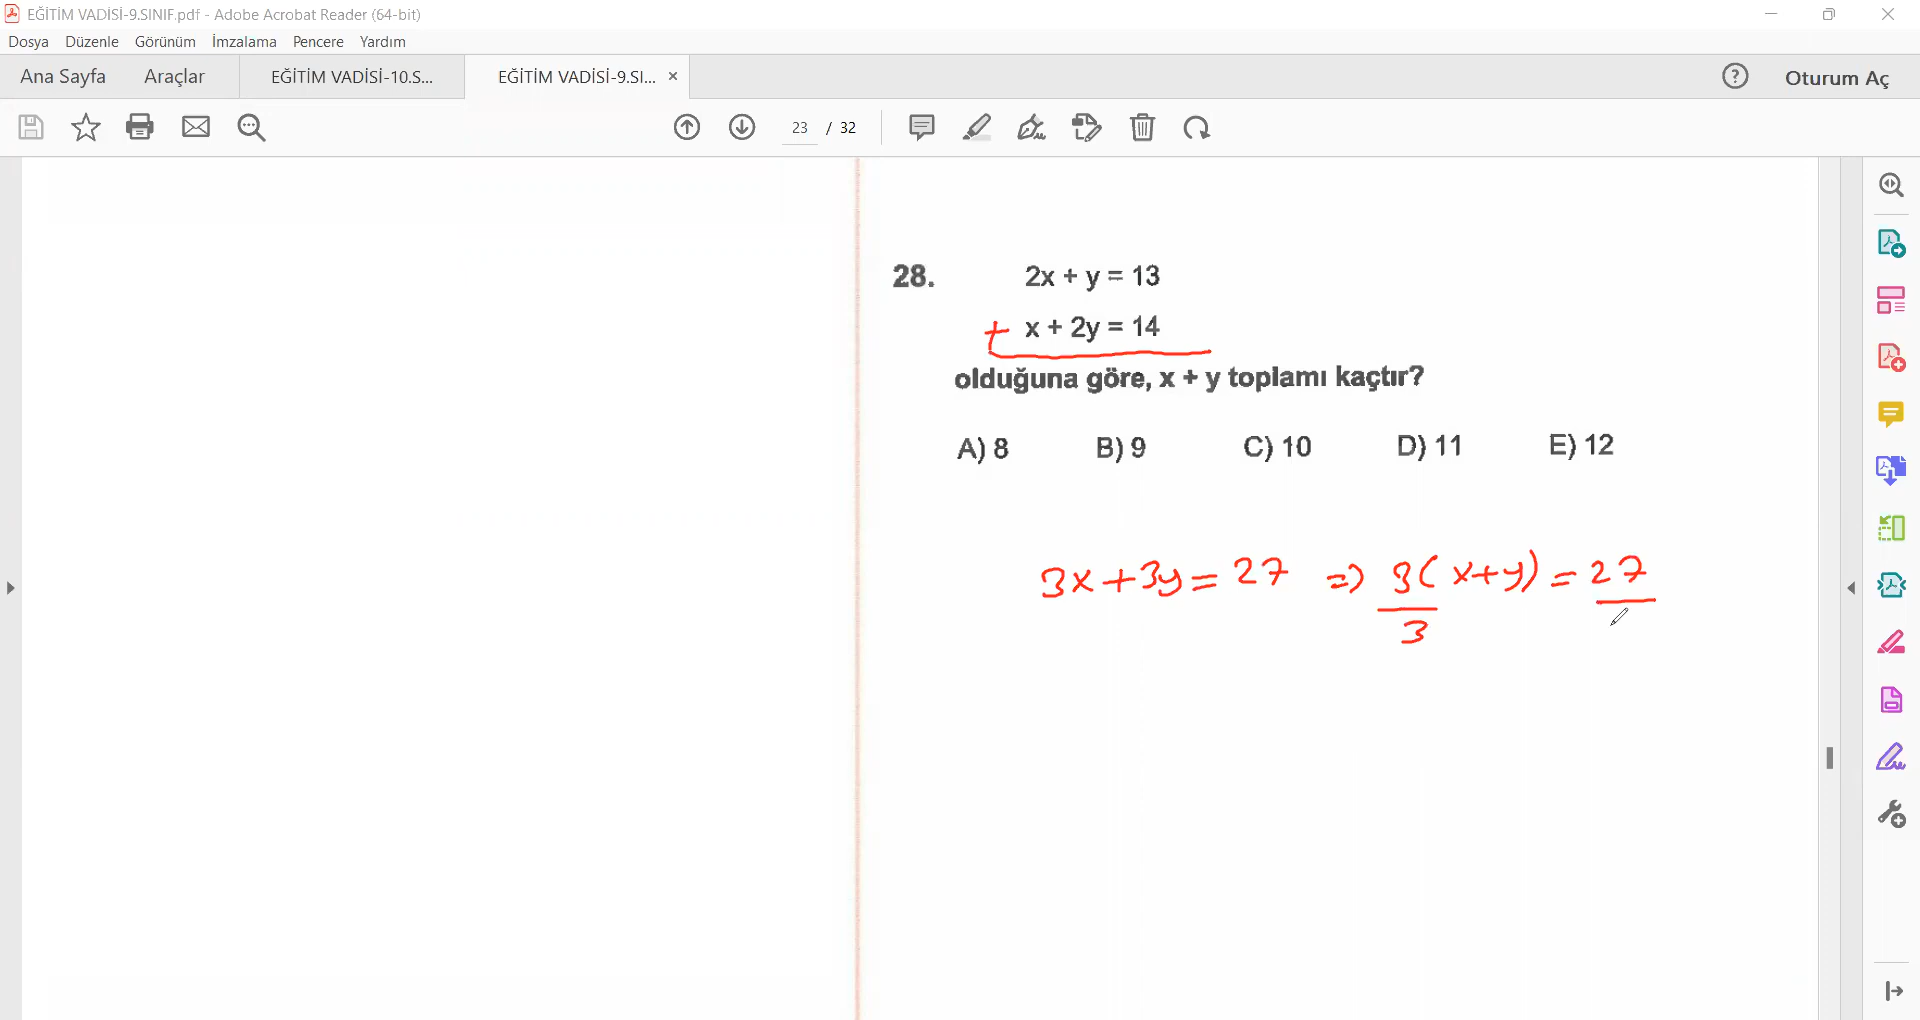 EĞİTİM VADİSİ-9.SINIF.pdf - Adobe Acrobat Reader (64-bit)
Dosya Düzenle Görünüm İmzalama Pencere Yardım
Ana Sayfa Araçlar EĞİTİM VADİSİ-10.S... EĞİTİM VADİSİ-9.SI... × Oturum Aç
23 / 32
28. 2x + y = 13
+ x + 2y = 14
olduğuna göre, x + y toplamı kaçtır?
A) 8 B) 9 C) 10 D) 11 E) 12
3x+3y=27 => 3(x+y)=27
3